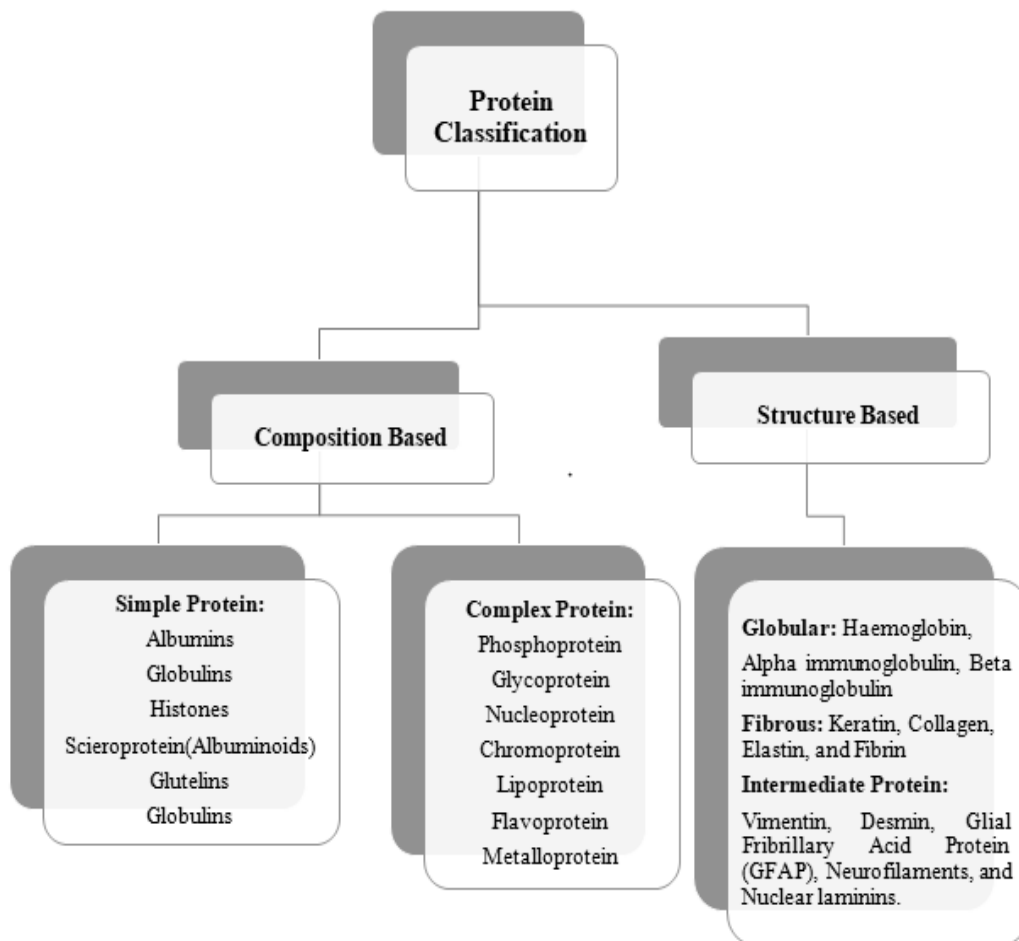 Protein
Classification
Composition Based
Structure Based
Simple Protein:
Albumins
Globulins
Histones
Scieroprotein(Albuminoids)
Glutelins
Globulins
Complex Protein:
Phosphoprotein
Glycoprotein
Nucleoprotein
Chromoprotein
Lipoprotein
Flavoprotein
Metalloprotein
Globular: Haemoglobin,
Alpha immunoglobulin, Beta
immunoglobulin
Fibrous: Keratin, Collagen,
Elastin, and Fibrin
Intermediate Protein:
Vimentin, Desmin, Glial
Fribrillary Acid Protein
(GFAP), Neurofilaments, and
Nuclear laminins.